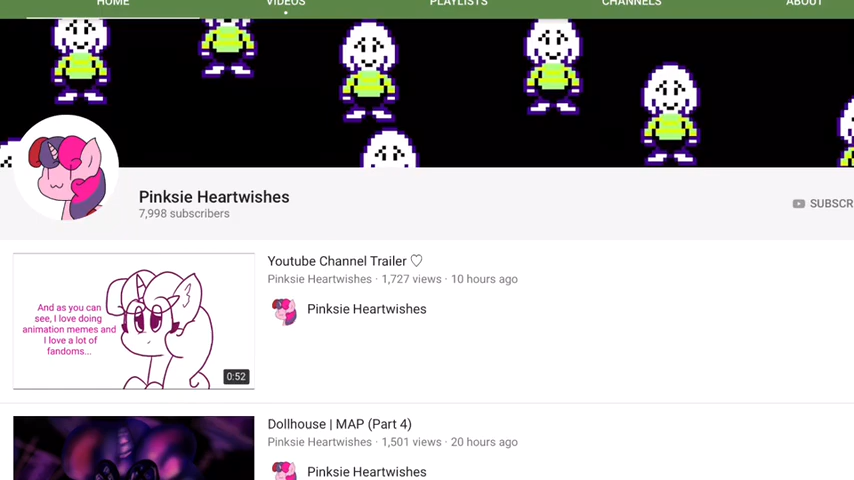 HOME VIDEOS PLAYLISTS CHANNELS ABOUT
Pinksie Heartwishes
7,998 subscribers
SUBSCR
Youtube Channel Trailer ♡
Pinksie Heartwishes · 1,727 views · 10 hours ago
Pinksie Heartwishes
And as you can
see, I love doing
animation memes and
I love a lot of
fandoms...
0:52
Dollhouse | MAP (Part 4)
Pinksie Heartwishes · 1,501 views · 20 hours ago
Pinksie Heartwishes